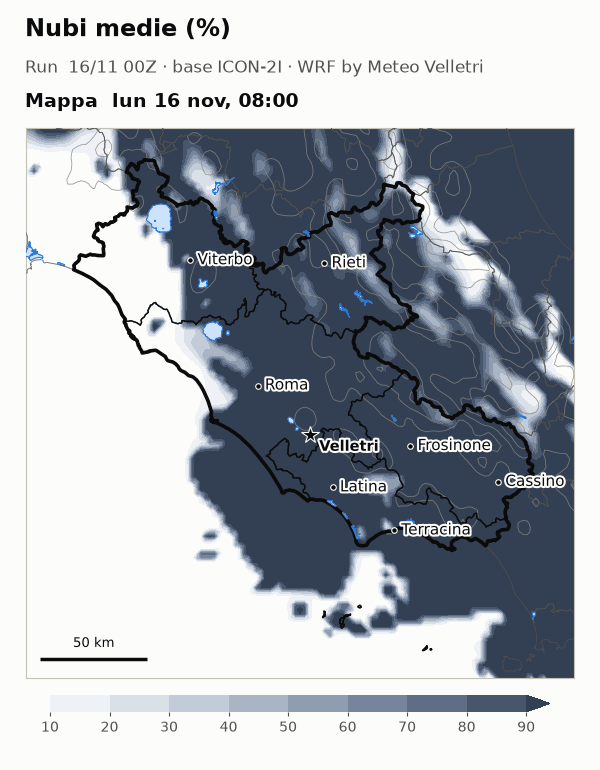 Nubi medie (%)
Run 16/11 00Z · base ICON-2I · WRF by Meteo Velletri
Mappa lun 16 nov, 08:00
Viterbo
Rieti
Roma
Velletri
Frosinone
Latina
Cassino
Terracina
50 km
10 20 30 40 50 60 70 80 90